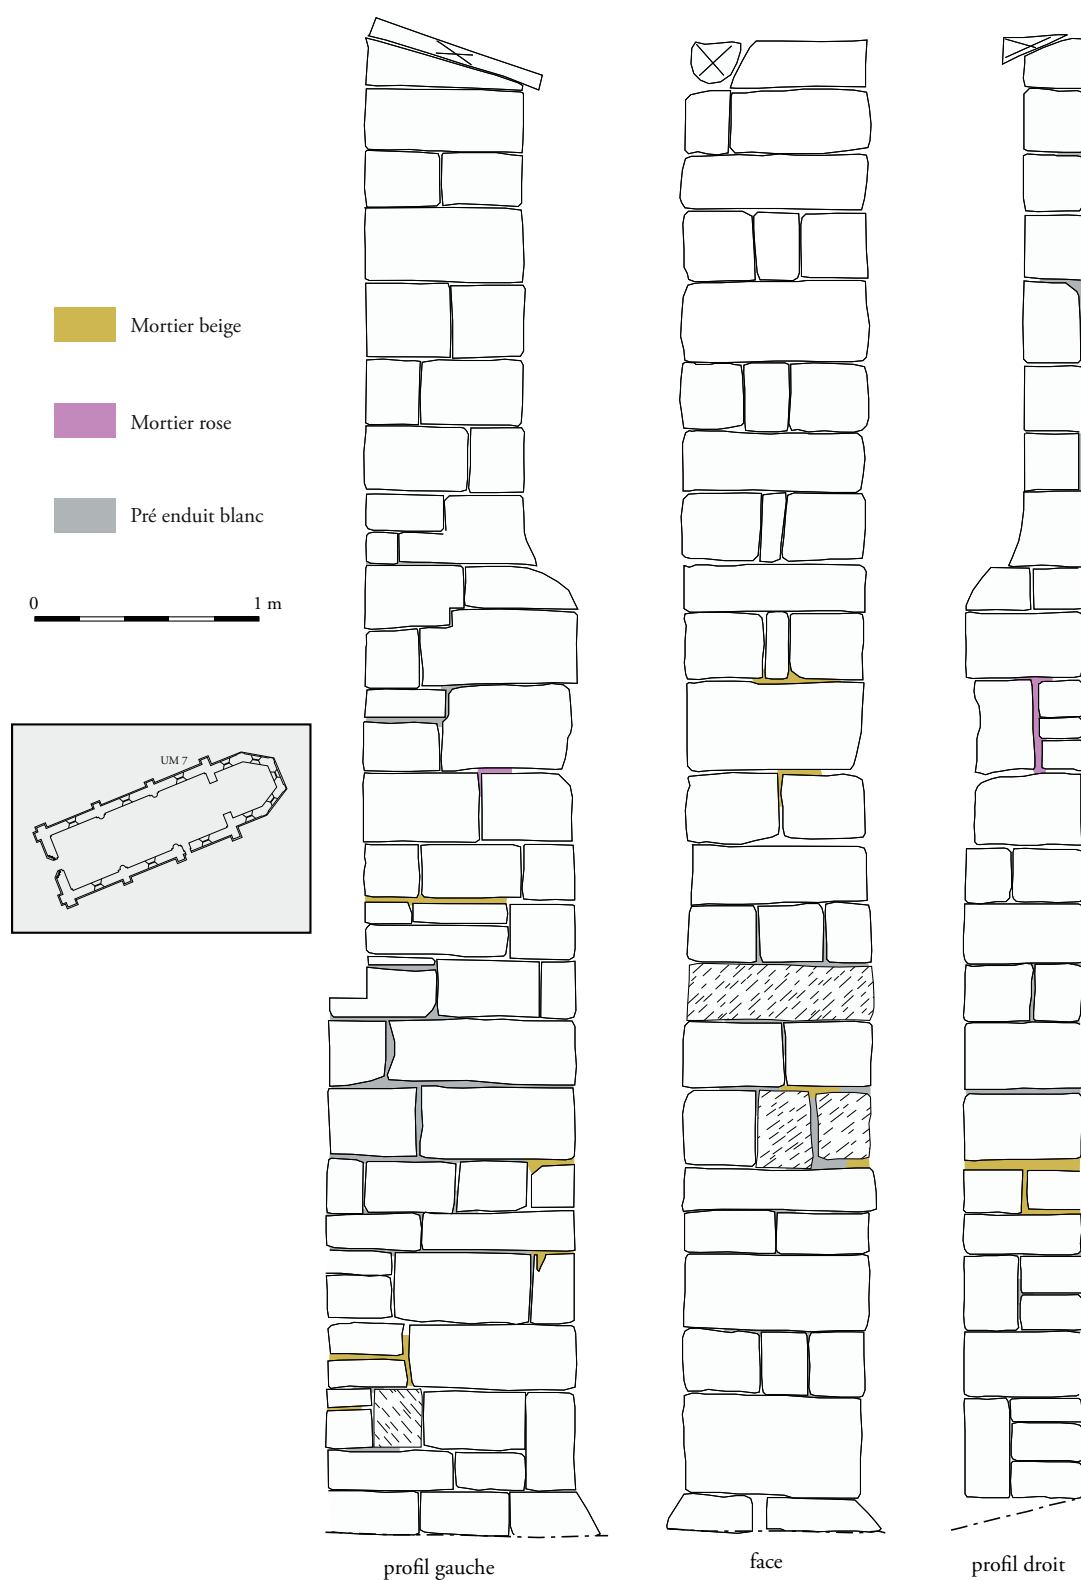 Mortier beige
Mortier rose
Pré enduit blanc
0 1 m
UM 7
profil gauche
face
profil droit